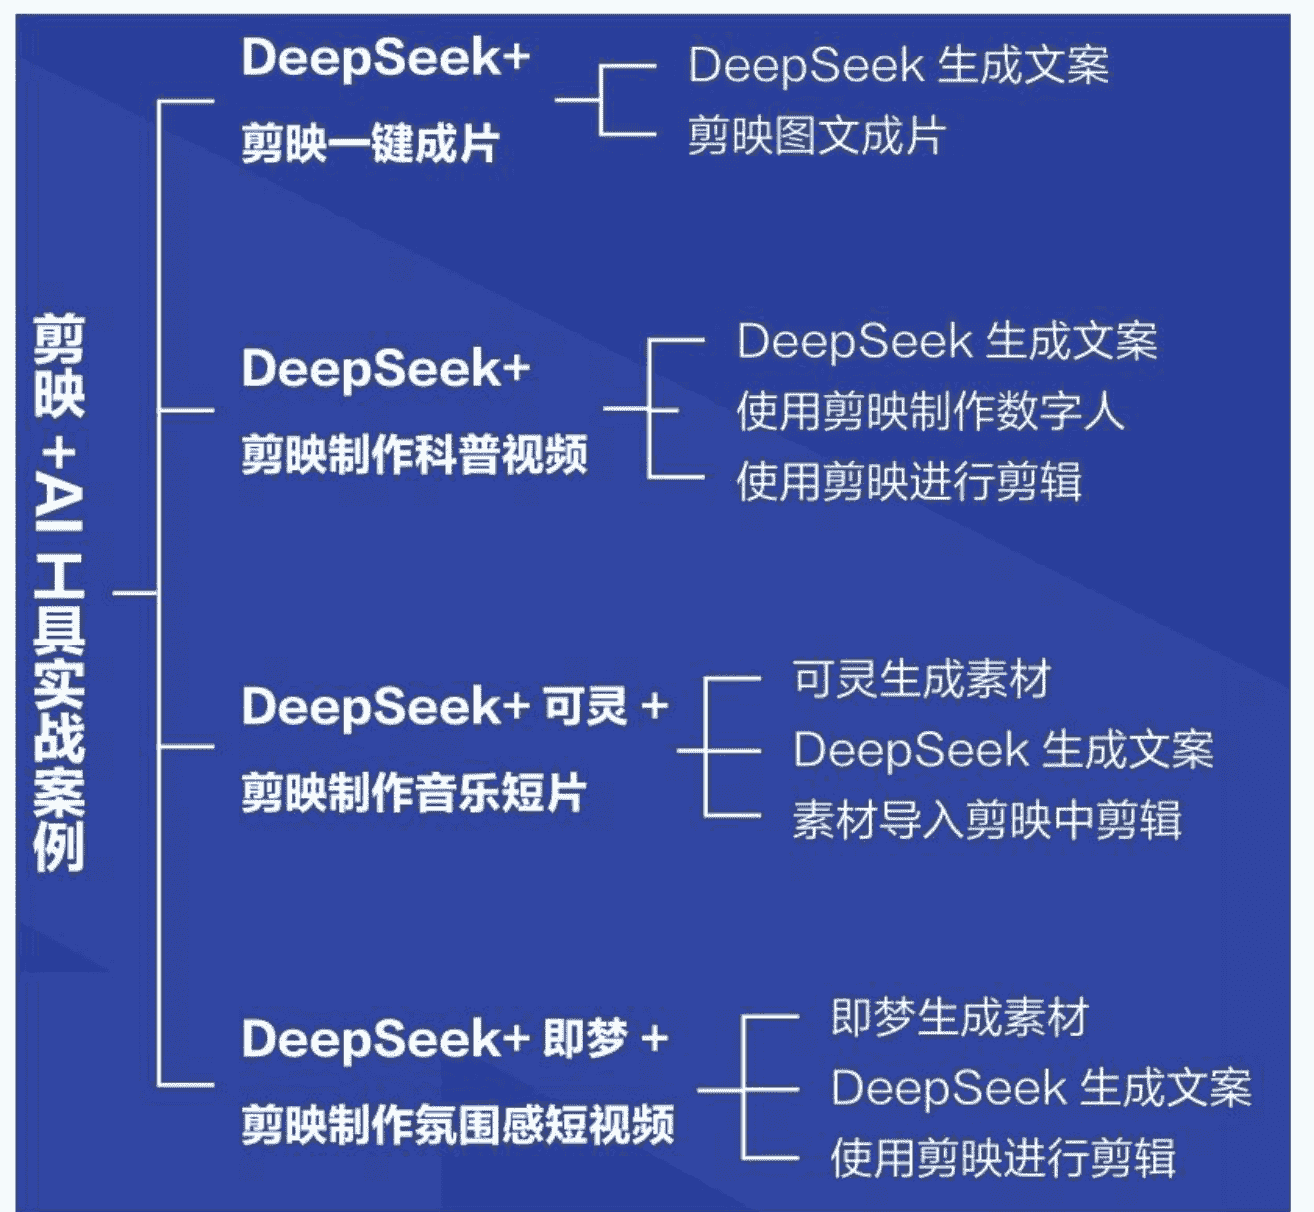 剪映+AI工具实战案例
DeepSeek+
剪映一键成片
DeepSeek 生成文案
剪映图文成片
DeepSeek+
剪映制作科普视频
DeepSeek 生成文案
使用剪映制作数字人
使用剪映进行剪辑
DeepSeek+ 可灵 +
剪映制作音乐短片
可灵生成素材
DeepSeek 生成文案
素材导入剪映中剪辑
DeepSeek+ 即梦 +
剪映制作氛围感短视频
即梦生成素材
DeepSeek 生成文案
使用剪映进行剪辑